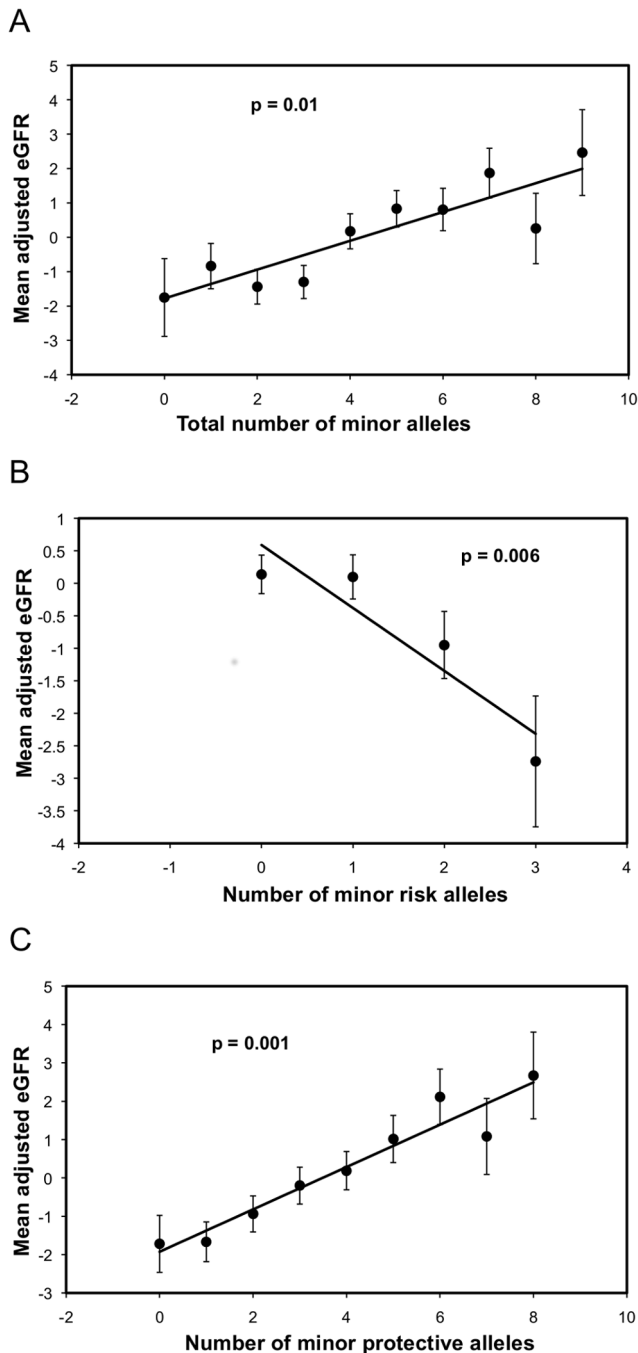 A
5
4
3
2
1
0
-1
-2
-3
-4
Mean adjusted eGFR
p = 0.01
-2 0 2 4 6 8 10
Total number of minor alleles
B
1
0.5
0
-0.5
-1
-1.5
-2
-2.5
-3
-3.5
-4
Mean adjusted eGFR
p = 0.006
-2 -1 0 1 2 3 4
Number of minor risk alleles
C
5
4
3
2
1
0
-1
-2
-3
Mean adjusted eGFR
p = 0.001
-2 0 2 4 6 8 10
Number of minor protective alleles